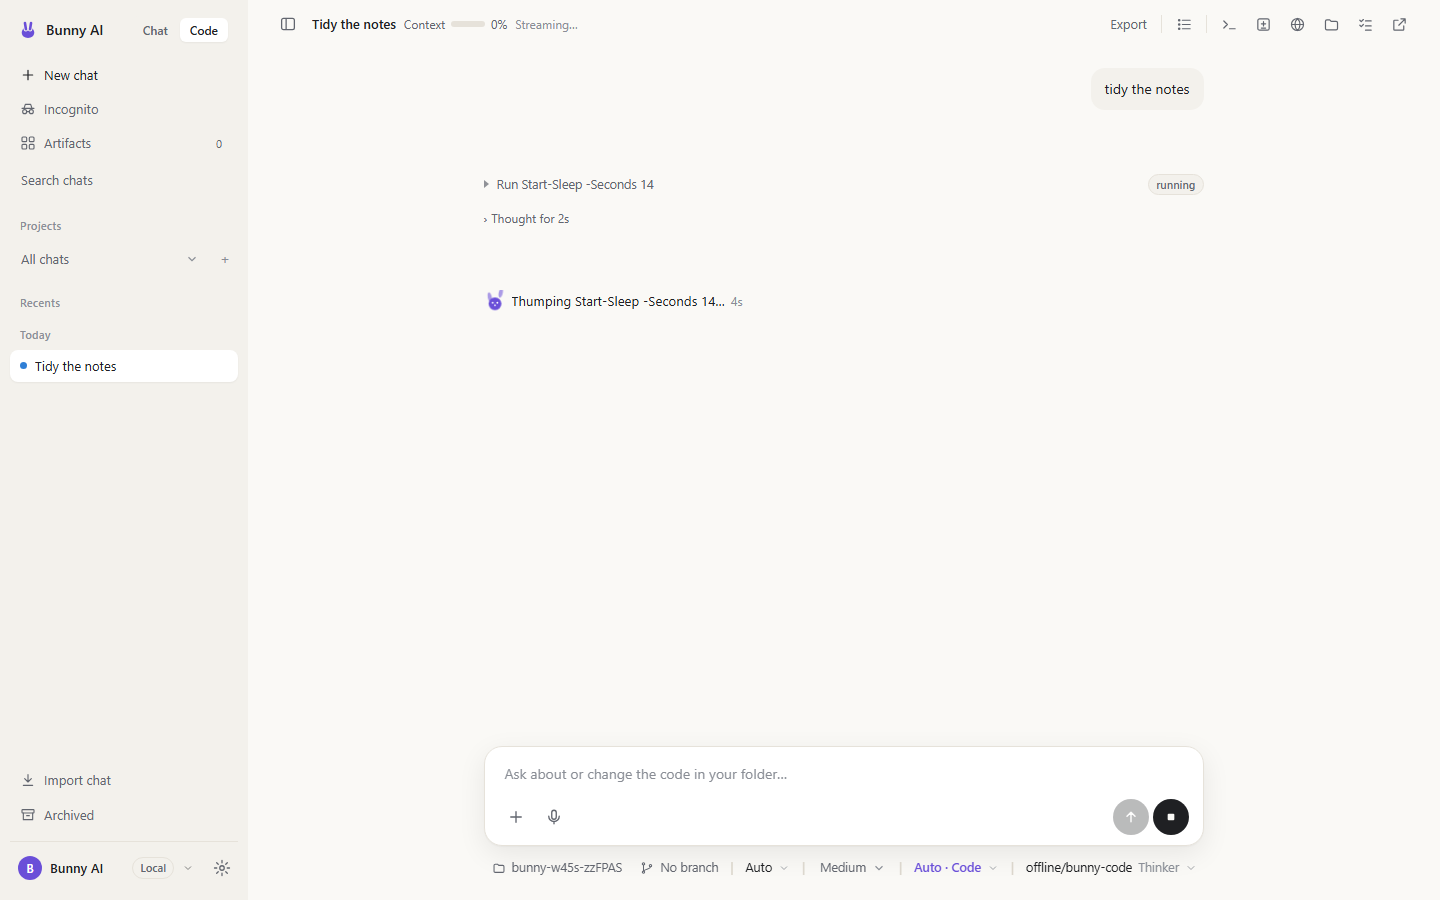 Bunny AI
Chat
Code
New chat
Incognito
Artifacts
0
Search chats
Projects
All chats
+
Recents
Today
Tidy the notes
Import chat
Archived
B
Bunny AI
Local
Tidy the notes
Context
0%
Streaming...
Export
tidy the notes
Run Start-Sleep -Seconds 14
running
› Thought for 2s
Thumping Start-Sleep -Seconds 14... 4s
Ask about or change the code in your folder...
bunny-w45s-zzFPAS
No branch
Auto
Medium
Auto · Code
offline/bunny-code Thinker